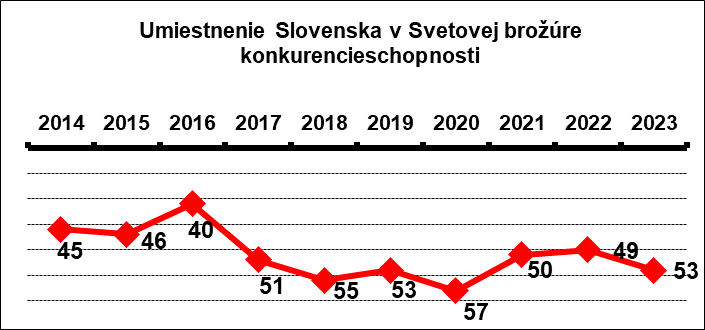 Umiestnenie Slovenska v Svetovej brožúre
konkurencieschopnosti
2014 2015 2016 2017 2018 2019 2020 2021 2022 2023
45 46 40 51 55 53 57 50 49 53